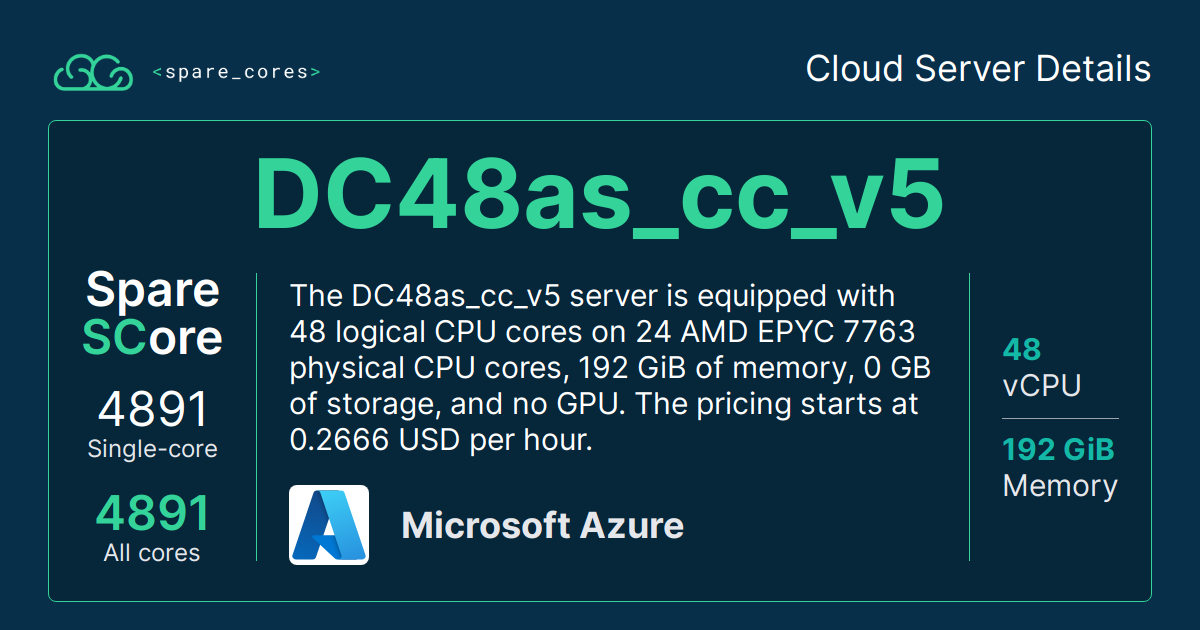 <spare_cores>
Cloud Server Details
DC48as_cc_v5
Spare
SCore
4891
Single-core
4891
All cores
The DC48as_cc_v5 server is equipped with
48 logical CPU cores on 24 AMD EPYC 7763
physical CPU cores, 192 GiB of memory, 0 GB
of storage, and no GPU. The pricing starts at
0.2666 USD per hour.
Microsoft Azure
48
vCPU
192 GiB
Memory